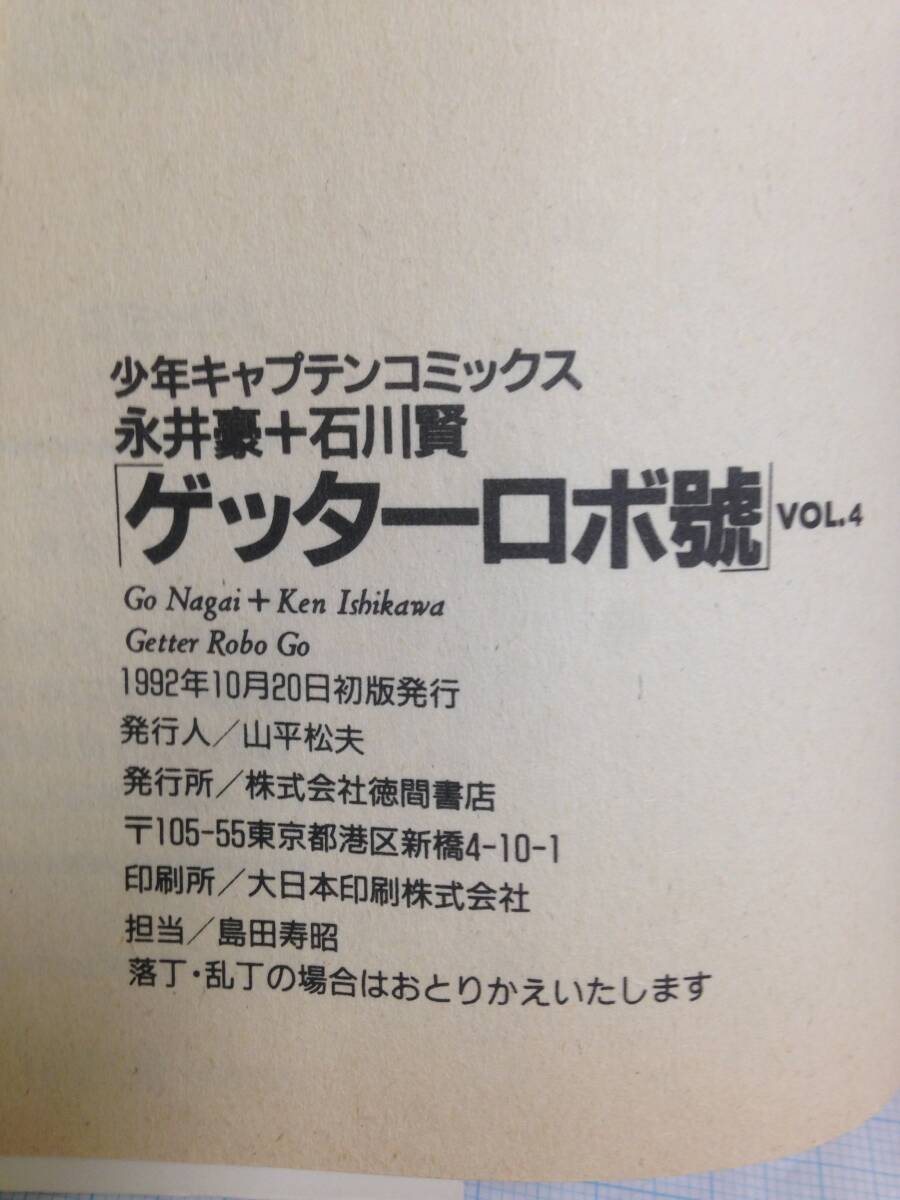 少年キャプテンコミックス
永井豪+石川賢
「ゲッターロボ號」VOL.4
Go Nagai + Ken Ishikawa
Getter Robo Go
1992年10月20日初版発行
発行人/山平松夫
発行所/株式会社徳間書店
〒105-55東京都港区新橋4-10-1
印刷所/大日本印刷株式会社
担当/島田寿昭
落丁・乱丁の場合はおとりかえいたします